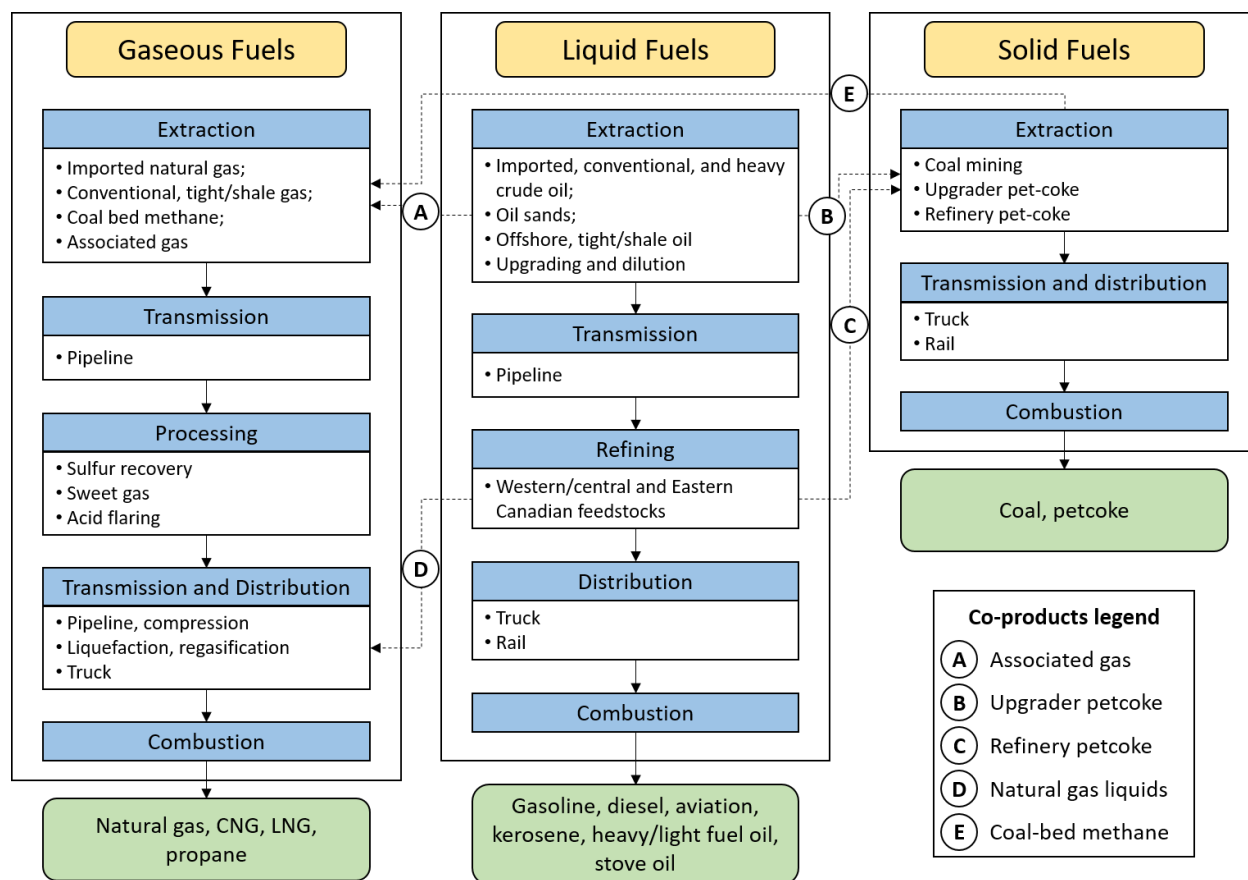 Gaseous Fuels
Extraction
• Imported natural gas;
• Conventional, tight/shale gas;
• Coal bed methane;
• Associated gas
Transmission
• Pipeline
Processing
• Sulfur recovery
• Sweet gas
• Acid flaring
Transmission and Distribution
• Pipeline, compression
• Liquefaction, regasification
• Truck
Combustion
Natural gas, CNG, LNG,
propane
A
D
Liquid Fuels
Extraction
• Imported, conventional, and heavy
crude oil;
• Oil sands;
• Offshore, tight/shale oil
• Upgrading and dilution
Transmission
• Pipeline
Refining
• Western/central and Eastern
Canadian feedstocks
Distribution
• Truck
• Rail
Combustion
Gasoline, diesel, aviation,
kerosene, heavy/light fuel oil,
stove oil
E
B
C
Solid Fuels
Extraction
• Coal mining
• Upgrader pet-coke
• Refinery pet-coke
Transmission and distribution
• Truck
• Rail
Combustion
Coal, petcoke
Co-products legend
A Associated gas
B Upgrader petcoke
C Refinery petcoke
D Natural gas liquids
E Coal-bed methane